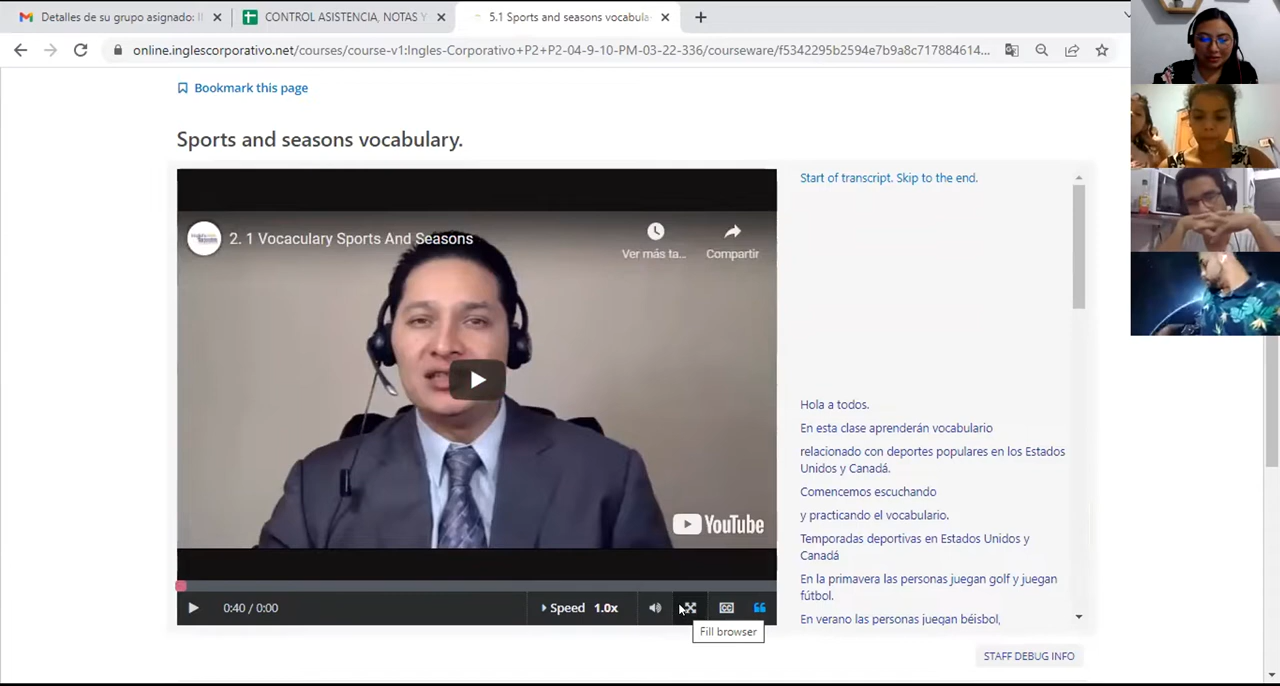 Detalles de su grupo asignado: II
CONTROL ASISTENCIA, NOTAS Y
5.1 Sports and seasons vocabula
online.inglescorporativo.net/courses/course-v1:Ingles-Corporativo+P2+P2-04-9-10-PM-03-22-336/courseware/f5342295b2594e7b9a8c717884614...
Bookmark this page
Sports and seasons vocabulary.
2. 1 Vocaculary Sports And Seasons
Ver más ta...
Compartir
YouTube
0:40 / 0:00
Speed 1.0x
Fill browser
Start of transcript. Skip to the end.
Hola a todos.
En esta clase aprenderán vocabulario
relacionado con deportes populares en los Estados
Unidos y Canadá.
Comencemos escuchando
y practicando el vocabulario.
Temporadas deportivas en Estados Unidos y
Canadá
En la primavera las personas juegan golf y juegan
fútbol.
En verano las personas juegan béisbol,
STAFF DEBUG INFO